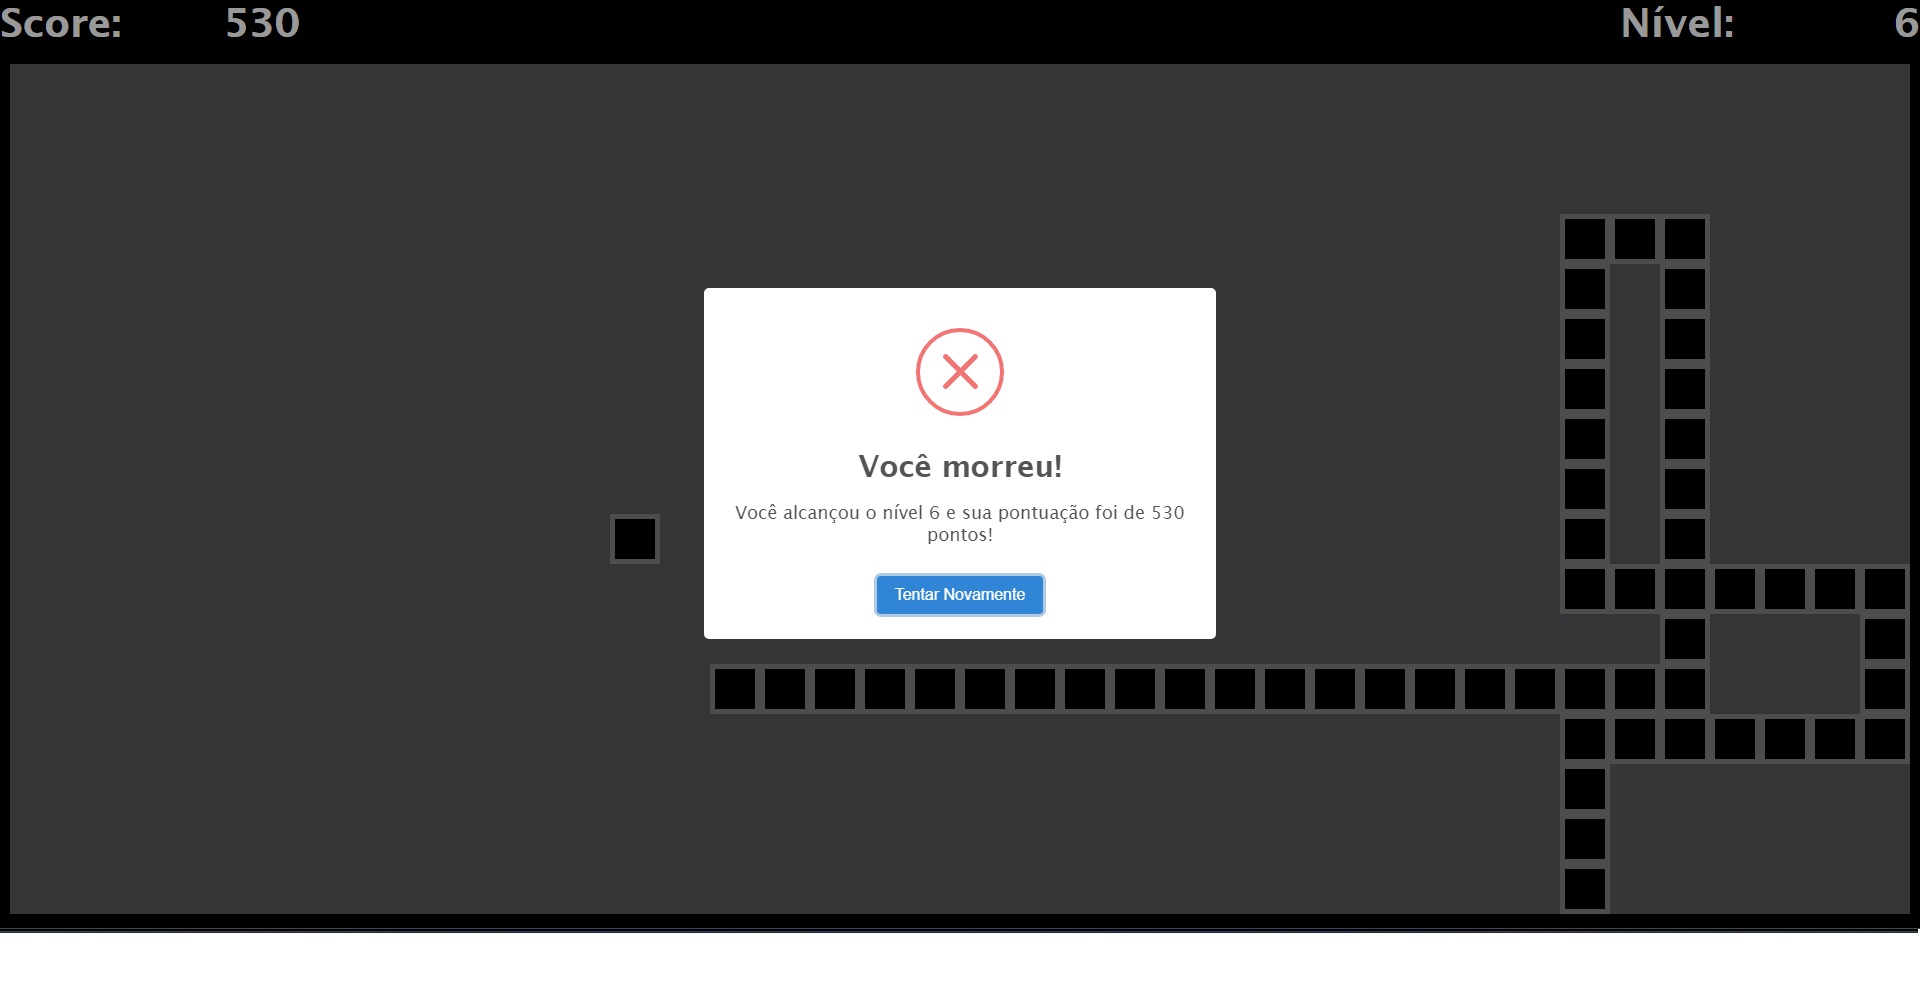 Score: 530 Nível: 6
Você morreu!
Você alcançou o nível 6 e sua pontuação foi de 530
pontos!
Tentar Novamente